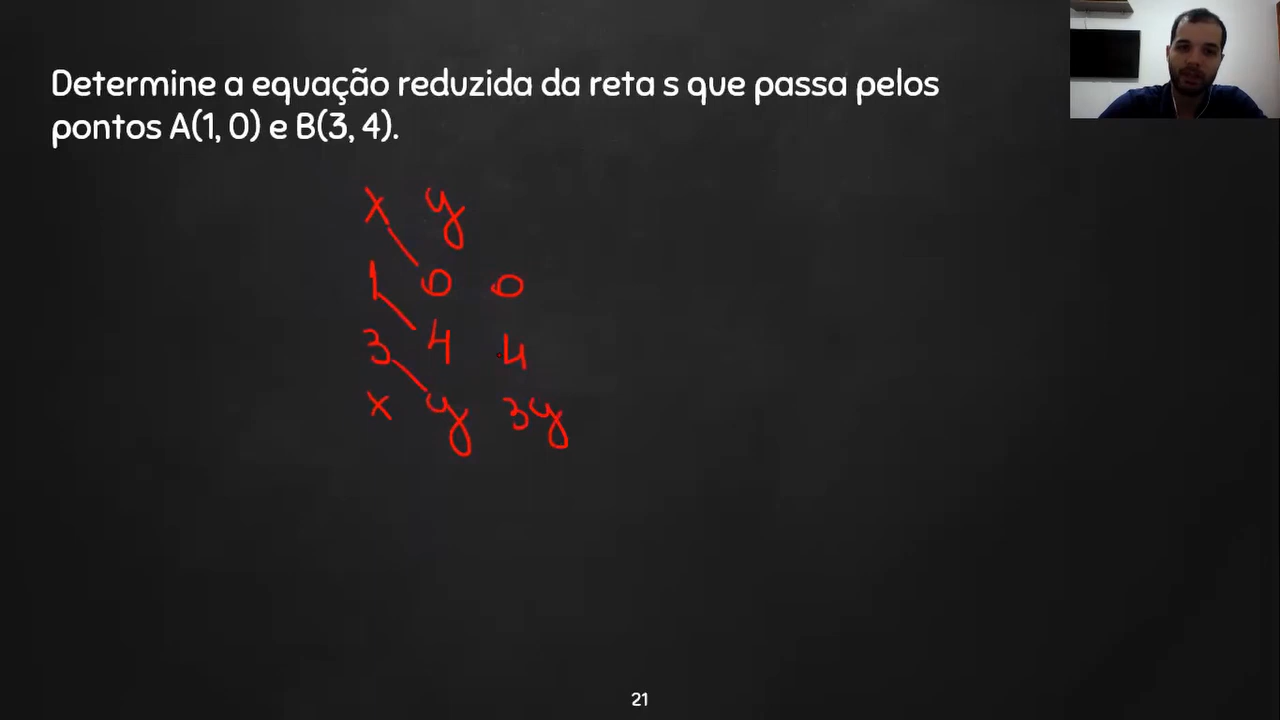 Determine a equação reduzida da reta s que passa pelos
pontos A(1, 0) e B(3, 4).
x y
1 0 0
3 4 4
x y 3y
21